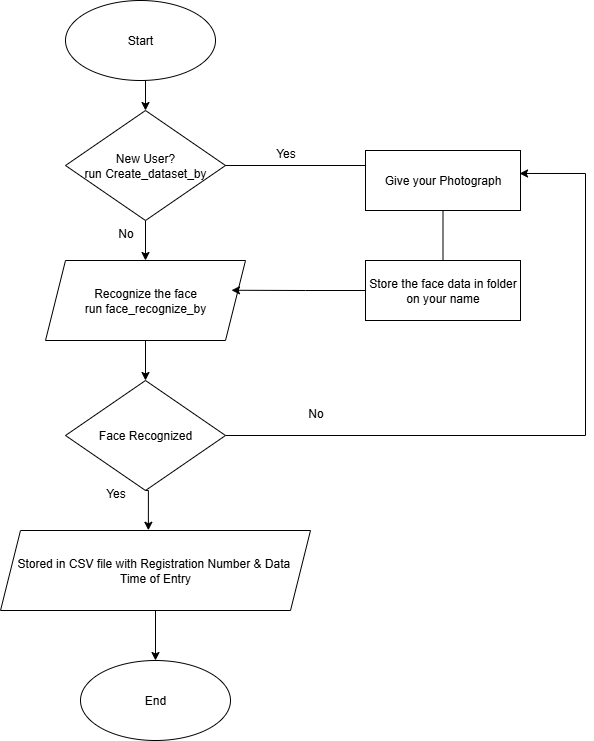 Start
New User?
run Create_dataset_by
Yes
Give your Photograph
No
Recognize the face
run face_recognize_by
Store the face data in folder
on your name
Face Recognized
No
Yes
Stored in CSV file with Registration Number & Data
Time of Entry
End